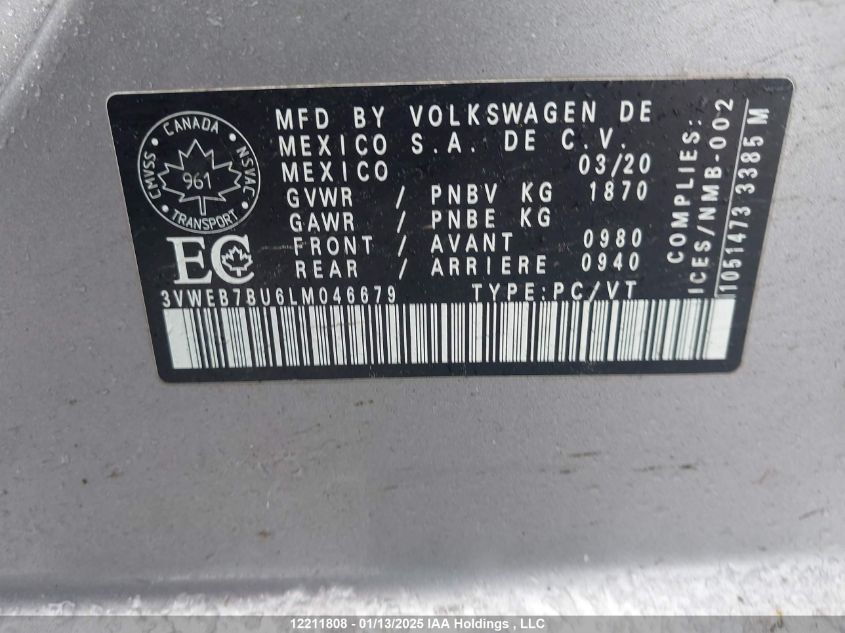 MFD BY VOLKSWAGEN DE
MEXICO S.A. DE C.V.
MEXICO 03/20
GVWR / PNBV KG 1870
GAWR / PNBE KG
FRONT / AVANT 0980
REAR / ARRIERE 0940
CANADA
CMVSS NSVAC
961
TRANSPORT
EC
3VWEB7BU6LM046679 TYPE:PC/VT
COMPLIES:
ICES/NMB-002
1051473 3385 M
12211808 - 01/13/2025 IAA Holdings, LLC